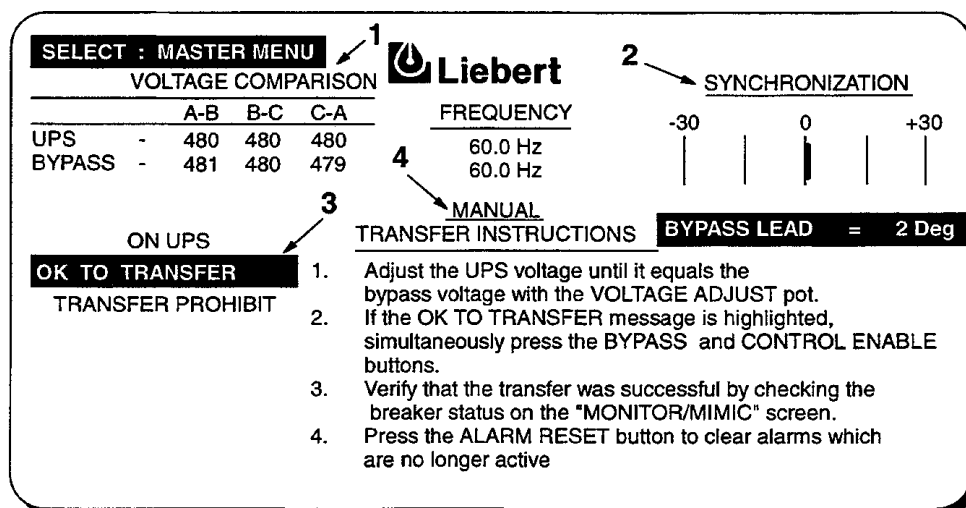 SELECT : MASTER MENU
1
Liebert
2
VOLTAGE COMPARISON
SYNCHRONIZATION
A-B B-C C-A
FREQUENCY
-30 0 +30
UPS - 480 480 480
60.0 Hz
BYPASS - 481 480 479
60.0 Hz
4
3
MANUAL
TRANSFER INSTRUCTIONS
BYPASS LEAD = 2 Deg
ON UPS
OK TO TRANSFER
TRANSFER PROHIBIT
1. Adjust the UPS voltage until it equals the
bypass voltage with the VOLTAGE ADJUST pot.
2. If the OK TO TRANSFER message is highlighted,
simultaneously press the BYPASS and CONTROL ENABLE
buttons.
3. Verify that the transfer was successful by checking the
breaker status on the "MONITOR/MIMIC" screen.
4. Press the ALARM RESET button to clear alarms which
are no longer active